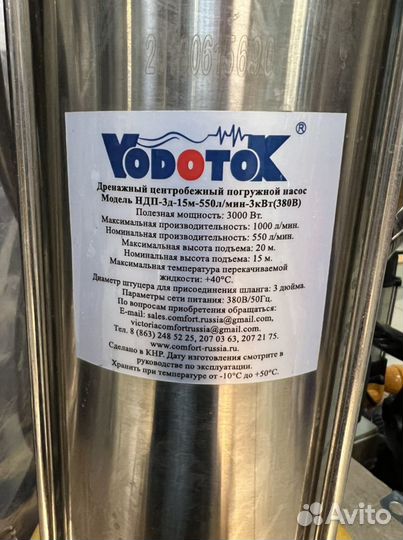 VODOTOK ®
Дренажный центробежный погружной насос
Модель НДП-3д-15м-550л/мин-3кВт(380В)
Полезная мощность: 3000 Вт.
Максимальная производительность: 1000 л/мин.
Номинальная производительность: 550 л/мин.
Максимальная высота подъема: 20 м.
Номинальная высота подъема: 15 м.
Максимальная температура перекачиваемой
жидкости: +40°С.
Диаметр штуцера для присоединения шланга: 3 дюйма.
Параметры сети питания: 380В/50Гц.
По вопросам приобретения обращаться:
E-mail: sales.comfort.russia@gmail.com,
victoriacomfortrussia@gmail.com
Тел. 8 (863) 248 52 25, 207 03 63, 207 21 75.
www.comfort-russia.ru.
Сделано в КНР. Дату изготовления смотрите в
руководстве по эксплуатации.
Хранить при температуре от -10°С до +50°С.
Avito